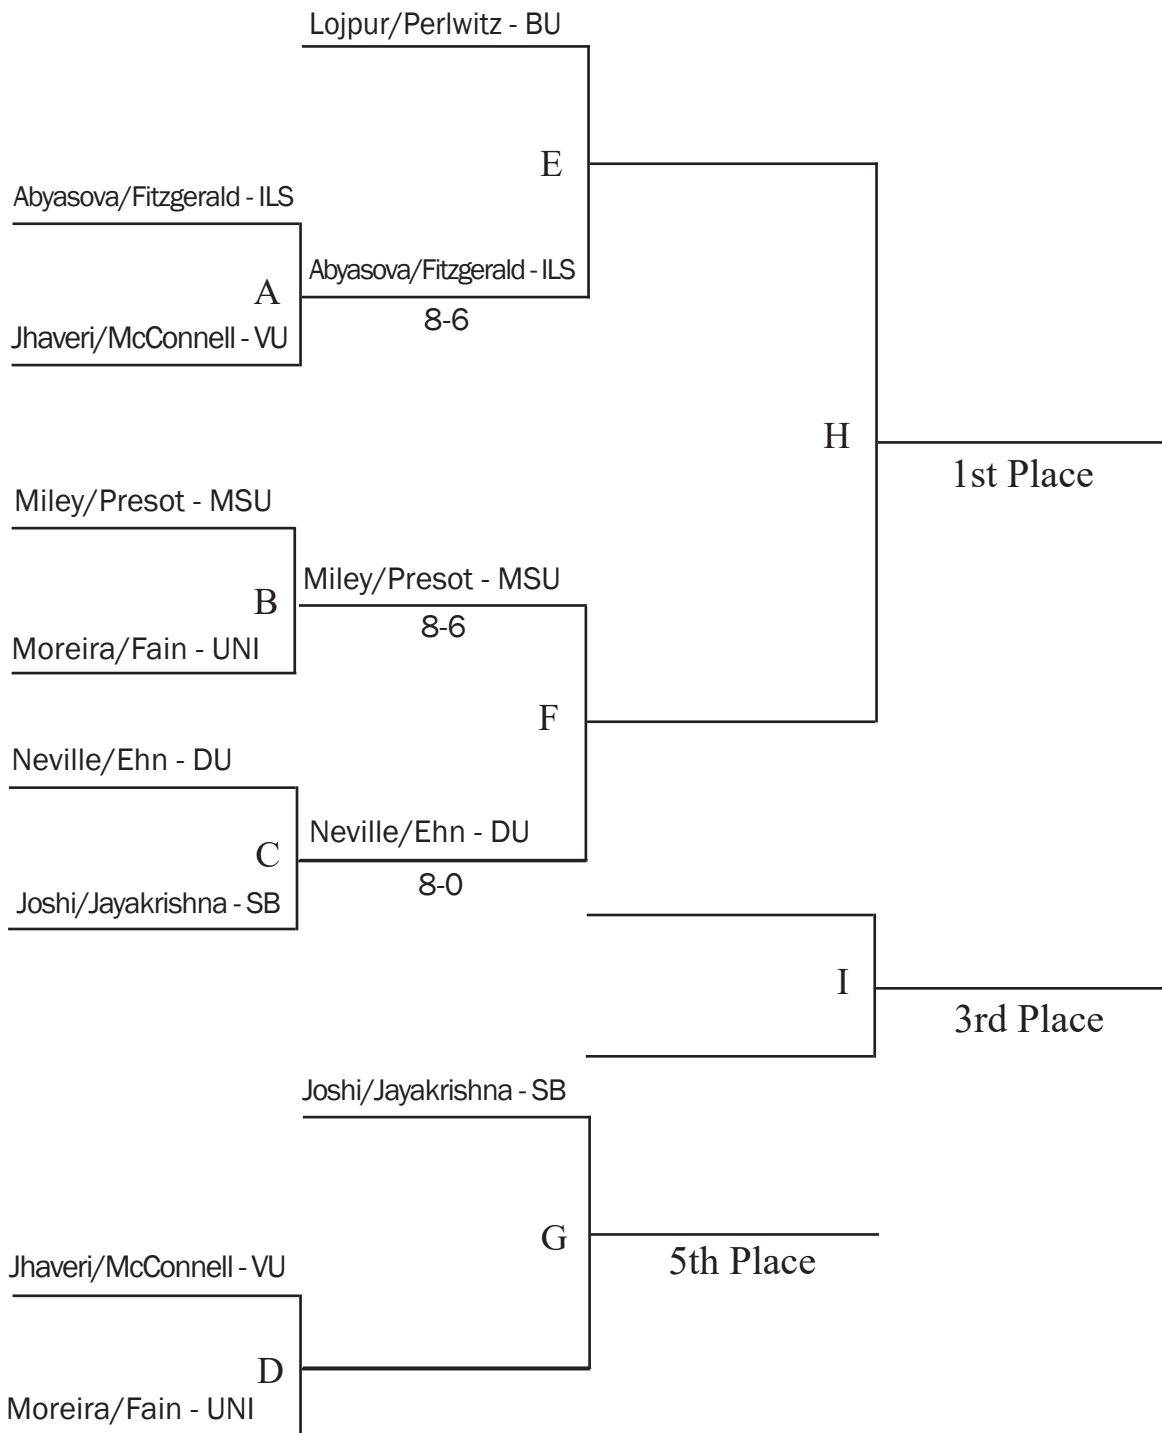 Lojpur/Perlwitz - BU
E
Abyasova/Fitzgerald - ILS
Abyasova/Fitzgerald - ILS
A
8-6
Jhaveri/McConnell - VU
H
1st Place
Miley/Presot - MSU
Miley/Presot - MSU
B
8-6
Moreira/Fain - UNI
F
Neville/Ehn - DU
Neville/Ehn - DU
C
8-0
Joshi/Jayakrishna - SB
I
3rd Place
Joshi/Jayakrishna - SB
G
5th Place
Jhaveri/McConnell - VU
D
Moreira/Fain - UNI